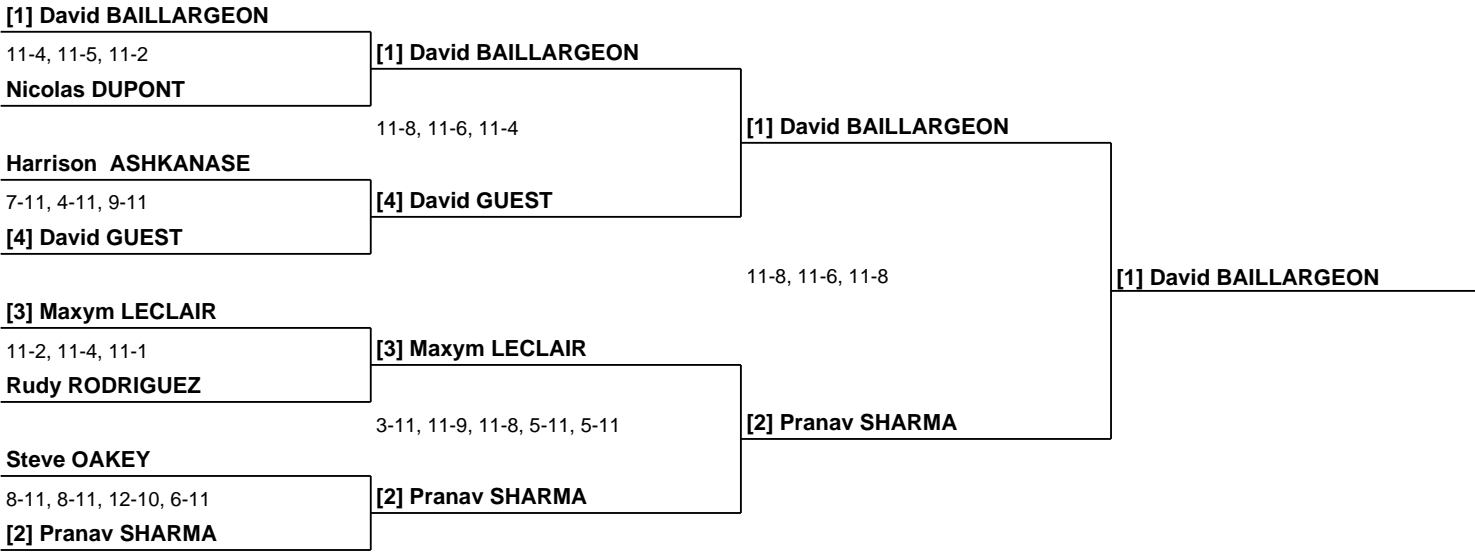 [1] David BAILLARGEON
11-4, 11-5, 11-2
Nicolas DUPONT
[1] David BAILLARGEON
11-8, 11-6, 11-4
Harrison ASHKANASE
7-11, 4-11, 9-11
[4] David GUEST
[4] David GUEST
[1] David BAILLARGEON
11-8, 11-6, 11-8
[1] David BAILLARGEON
[3] Maxym LECLAIR
11-2, 11-4, 11-1
Rudy RODRIGUEZ
[3] Maxym LECLAIR
3-11, 11-9, 11-8, 5-11, 5-11
[2] Pranav SHARMA
Steve OAKEY
8-11, 8-11, 12-10, 6-11
[2] Pranav SHARMA
[2] Pranav SHARMA